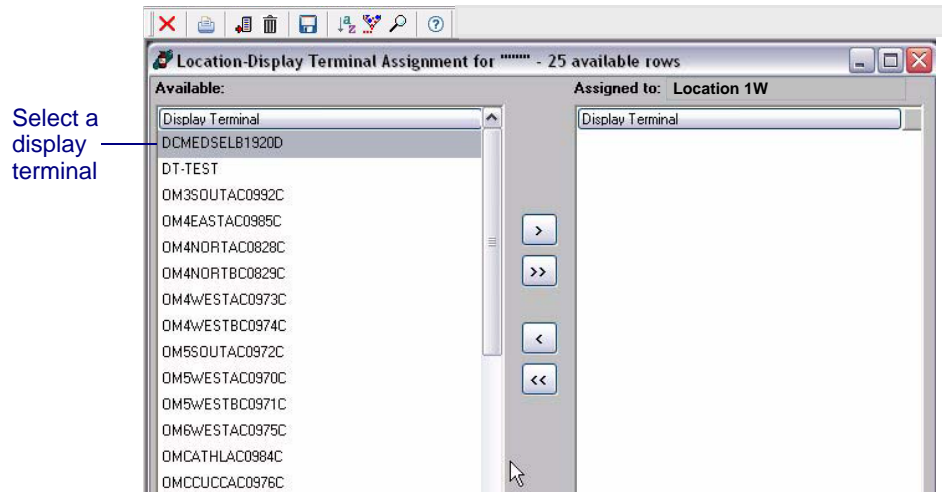 Location-Display Terminal Assignment for """" - 25 available rows
Available:
Assigned to: Location 1W
Select a
display
terminal
Display Terminal
Display Terminal
DCMEDSELB1920D
DT-TEST
OM3SOUTAC0992C
OM4EASTAC0985C
OM4NORTAC0828C
OM4NORTBC0829C
OM4WESTAC0973C
OM4WESTBC0974C
OM5SOUTAC0972C
OM5WESTAC0970C
OM5WESTBC0971C
OM6WESTAC0975C
OMCATHLAC0984C
OMCCUCCAC0976C
>
>>
<
<<